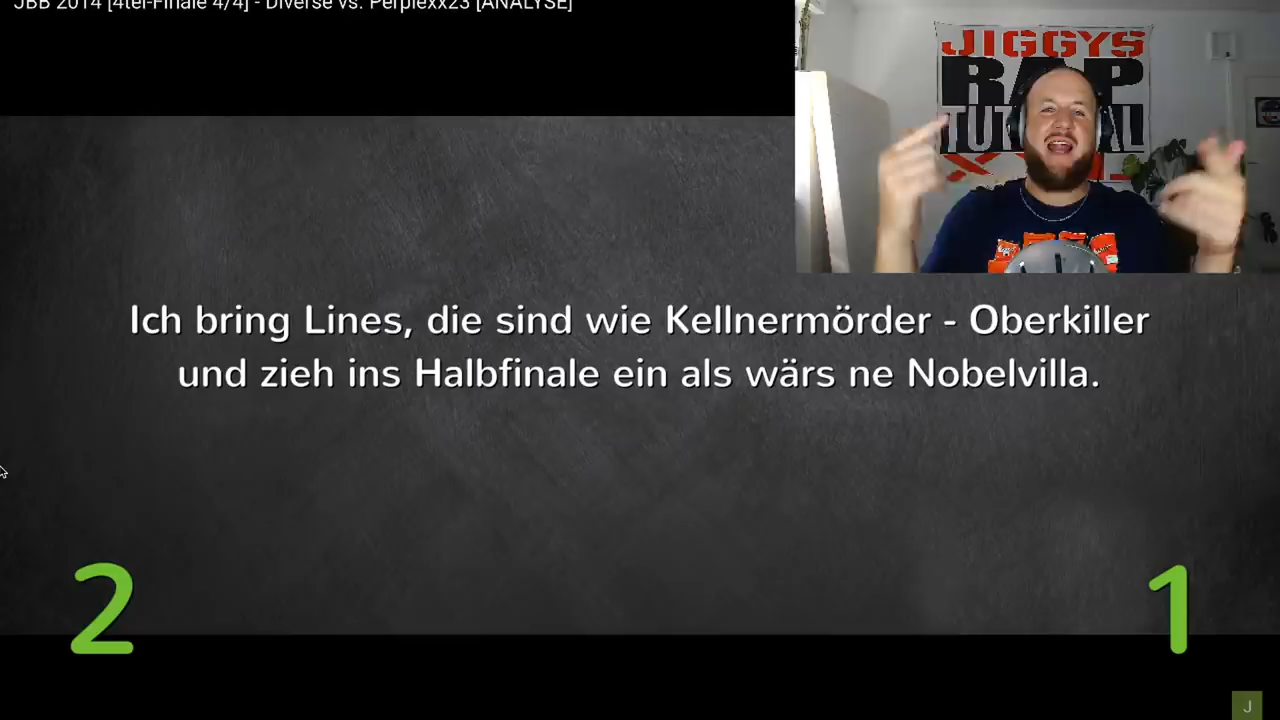 JBB 2014 [4tel-Finale 4/4] - Diverse vs. Perplexx23 [ANALYSE]
JIGGYS
RAP
Ich bring Lines, die sind wie Kellnermörder - Oberkiller
und zieh ins Halbfinale ein als wärs ne Nobelvilla.
2
1
J